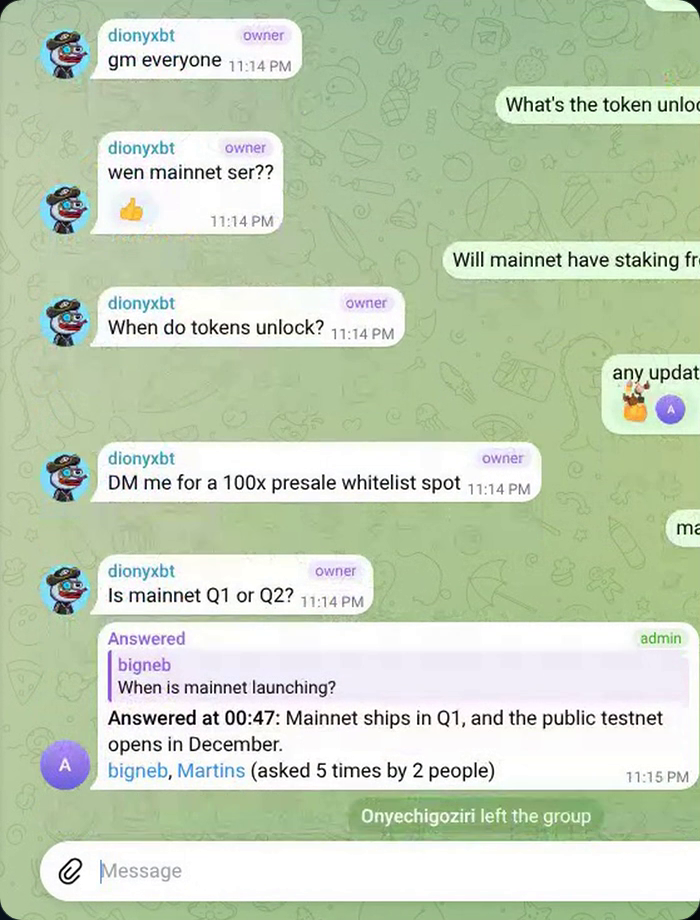 dionyxbt owner
gm everyone 11:14 PM
What's the token unloc
dionyxbt owner
wen mainnet ser??
11:14 PM
Will mainnet have staking fr
dionyxbt owner
When do tokens unlock? 11:14 PM
any updat
A
dionyxbt owner
DM me for a 100x presale whitelist spot 11:14 PM
ma
dionyxbt owner
Is mainnet Q1 or Q2? 11:14 PM
Answered admin
bigneb
When is mainnet launching?
Answered at 00:47: Mainnet ships in Q1, and the public testnet
opens in December.
A
bigneb, Martins (asked 5 times by 2 people) 11:15 PM
Onyechigoziri left the group
Message